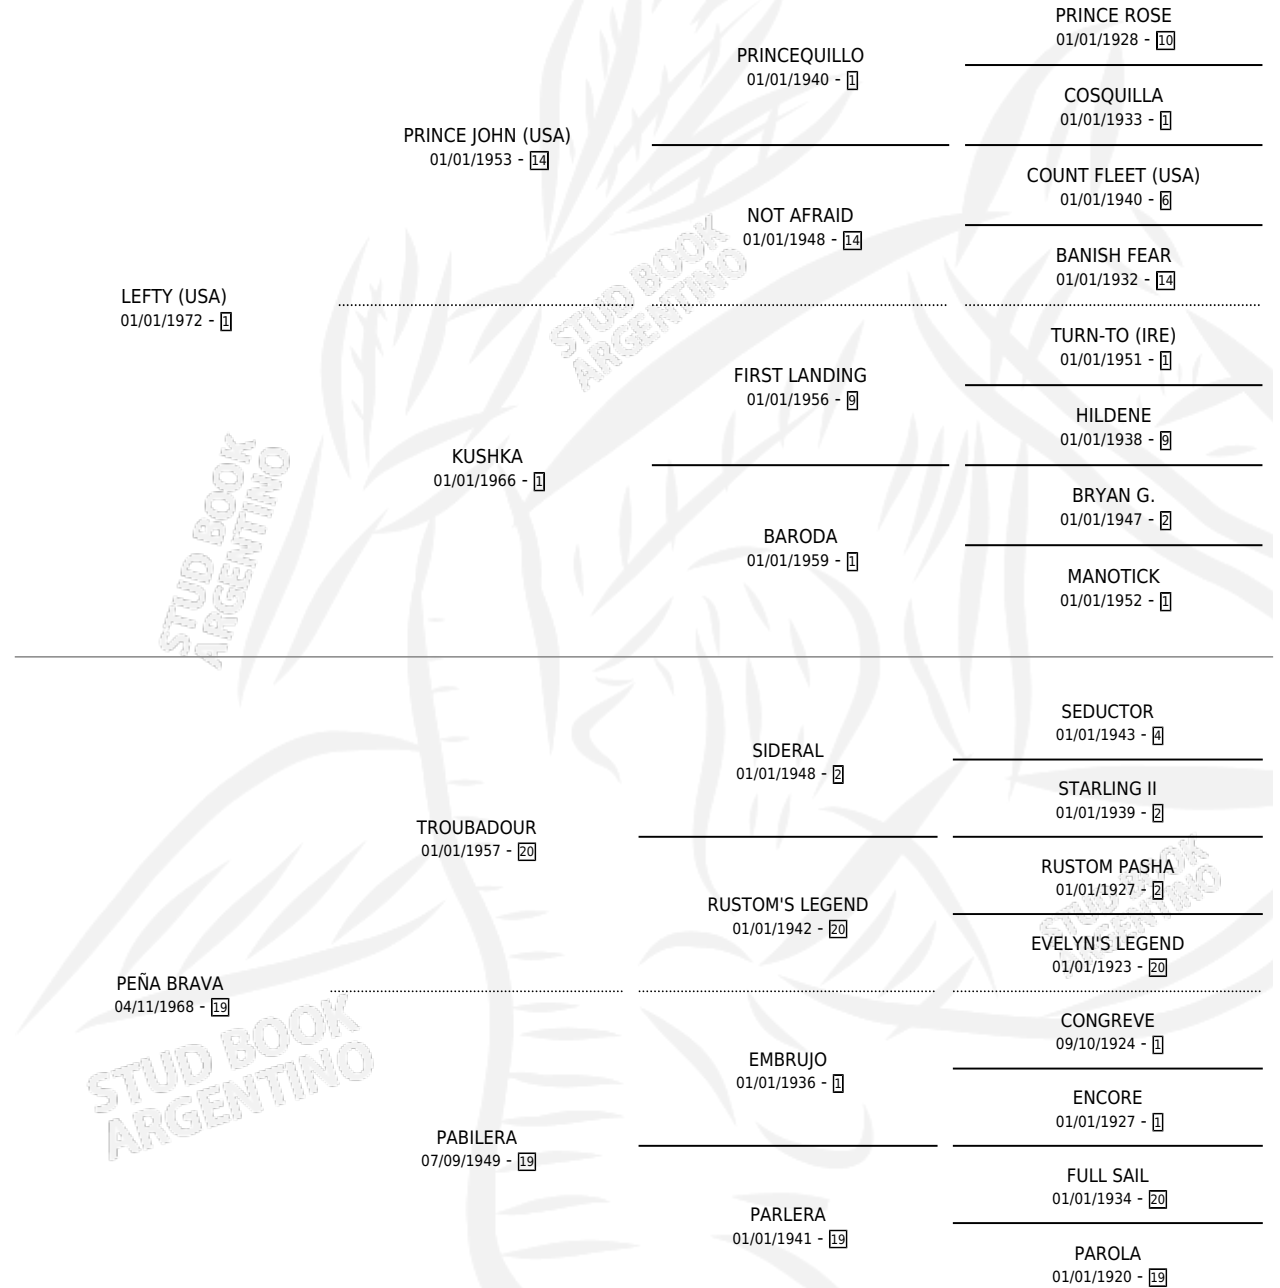 PRINCE ROSE
01/01/1928 - 10
PRINCEQUILLO
01/01/1940 - 1
COSQUILLA
01/01/1933 - 1
PRINCE JOHN (USA)
01/01/1953 - 14
COUNT FLEET (USA)
01/01/1940 - 6
NOT AFRAID
01/01/1948 - 14
BANISH FEAR
01/01/1932 - 14
LEFTY (USA)
01/01/1972 - 1
STUD BOOK
ARGENTINO
TURN-TO (IRE)
01/01/1951 - 1
FIRST LANDING
01/01/1956 - 9
HILDENE
01/01/1938 - 9
KUSHKA
01/01/1966 - 1
BRYAN G.
01/01/1947 - 2
BARODA
01/01/1959 - 1
MANOTICK
01/01/1952 - 1
STUD BOOK
ARGENTINO
SEDUCTOR
01/01/1943 - 4
SIDERAL
01/01/1948 - 2
STARLING II
01/01/1939 - 2
TROUBADOUR
01/01/1957 - 20
RUSTOM PASHA
01/01/1927 - 2
RUSTOM'S LEGEND
01/01/1942 - 20
EVELYN'S LEGEND
01/01/1923 - 20
STUD BOOK
ARGENTINO
PEÑA BRAVA
04/11/1968 - 19
CONGREVE
09/10/1924 - 1
EMBRUJO
01/01/1936 - 1
ENCORE
01/01/1927 - 1
STUD BOOK
ARGENTINO
PABILERA
07/09/1949 - 19
FULL SAIL
01/01/1934 - 20
PARLERA
01/01/1941 - 19
PAROLA
01/01/1920 - 19